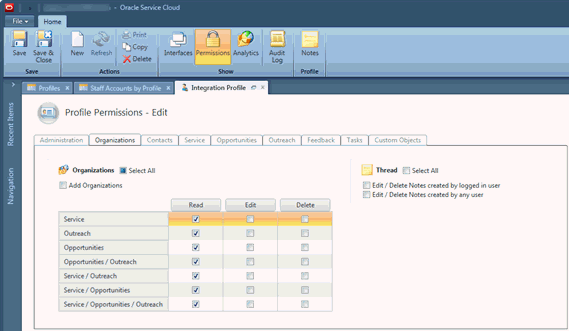 - Oracle Service Cloud
File
Home
Save
Save & Close
New
Refresh
Print
Copy
Delete
Interfaces
Permissions
Analytics
Audit Log
Notes
Save
Actions
Show
Profile
Profiles
Staff Accounts by Profile
Integration Profile
Recent Items
Navigation
Profile Permissions - Edit
Administration
Organizations
Contacts
Service
Opportunities
Outreach
Feedback
Tasks
Custom Objects
Organizations
Select All
Add Organizations
Thread
Select All
Edit / Delete Notes created by logged in user
Edit / Delete Notes created by any user
Read
Edit
Delete
Service
Outreach
Opportunities
Opportunities / Outreach
Service / Outreach
Service / Opportunities
Service / Opportunities / Outreach